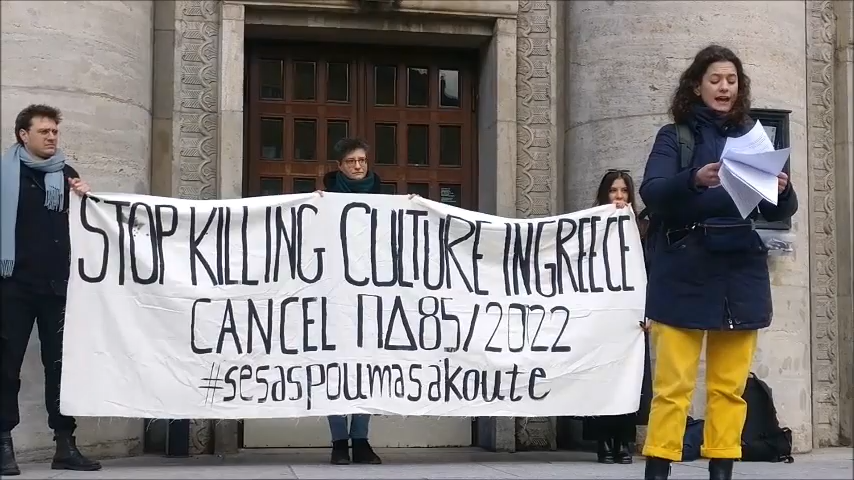 STOP KILLING CULTURE IN GREECE
CANCEL ΠΔ85/2022
#sesaspoumasakoute